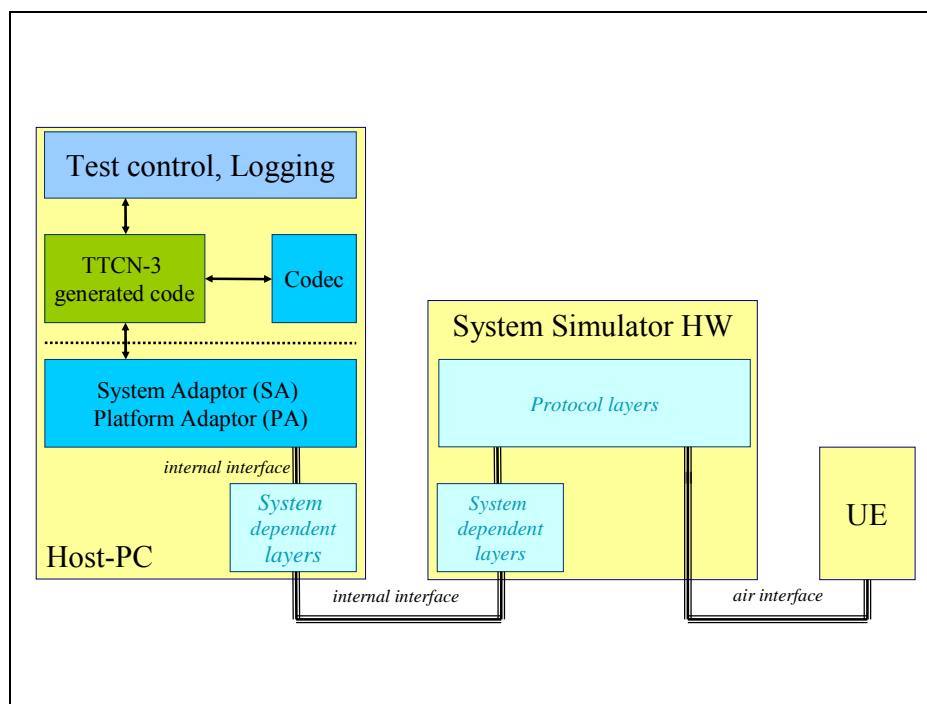 Test control, Logging
TTCN-3
generated code
Codec
System Adaptor (SA)
Platform Adaptor (PA)
internal interface
System
dependent
layers
Host-PC
System Simulator HW
Protocol layers
System
dependent
layers
UE
internal interface
air interface